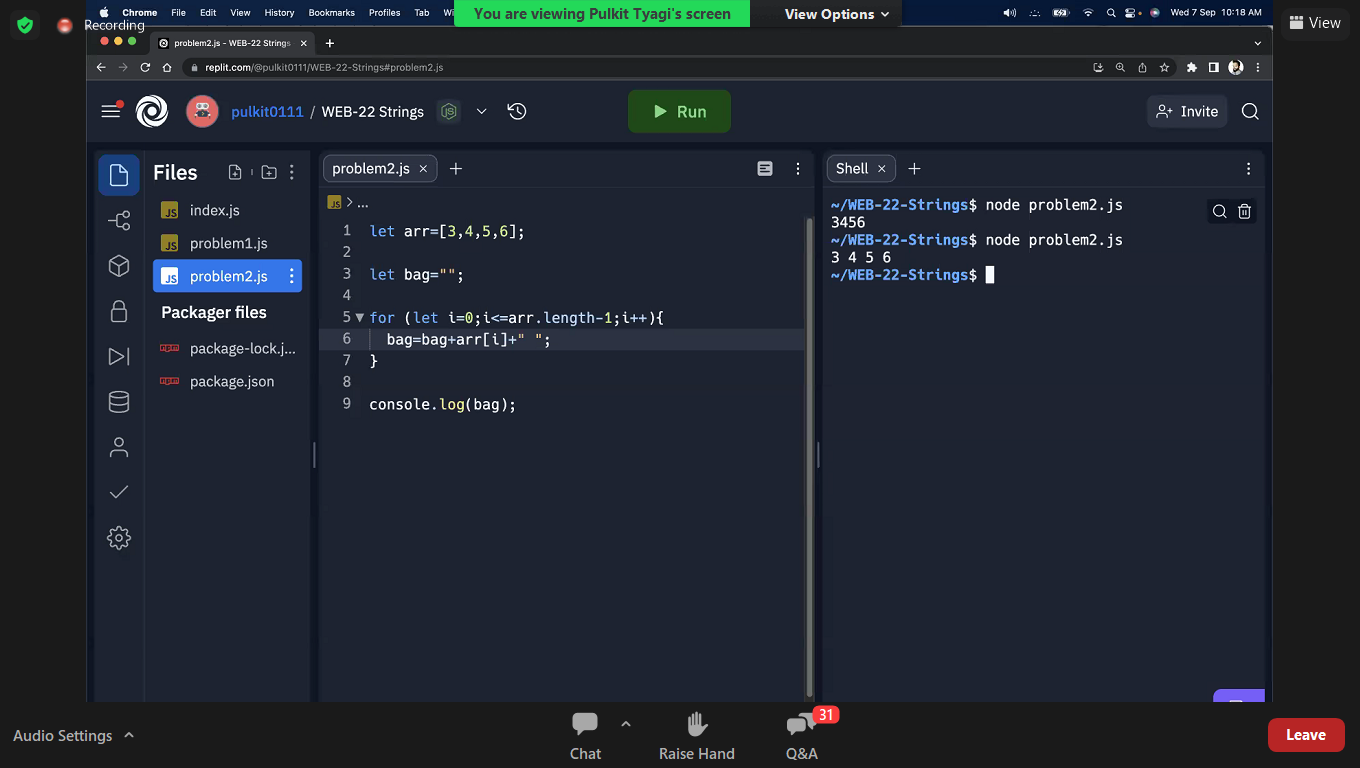 Chrome File Edit View History Bookmarks Profiles Tab
You are viewing Pulkit Tyagi's screen
View Options
Wed 7 Sep 10:18 AM
Recording
View
problem2.js - WEB-22 Strings
replit.com/@pulkit0111/WEB-22-Strings#problem2.js
pulkit0111 / WEB-22 Strings
Run
Invite
Files
index.js
problem1.js
problem2.js
Packager files
package-lock.j...
package.json
problem2.js
JS > ...
1 let arr=[3,4,5,6];
2
3 let bag="";
4
5 for (let i=0;i<=arr.length-1;i++){
6 bag=bag+arr[i]+" ";
7 }
8
9 console.log(bag);
Shell
~/WEB-22-Strings$ node problem2.js
3456
~/WEB-22-Strings$ node problem2.js
3 4 5 6
~/WEB-22-Strings$
Audio Settings
Chat
Raise Hand
31
Q&A
Leave